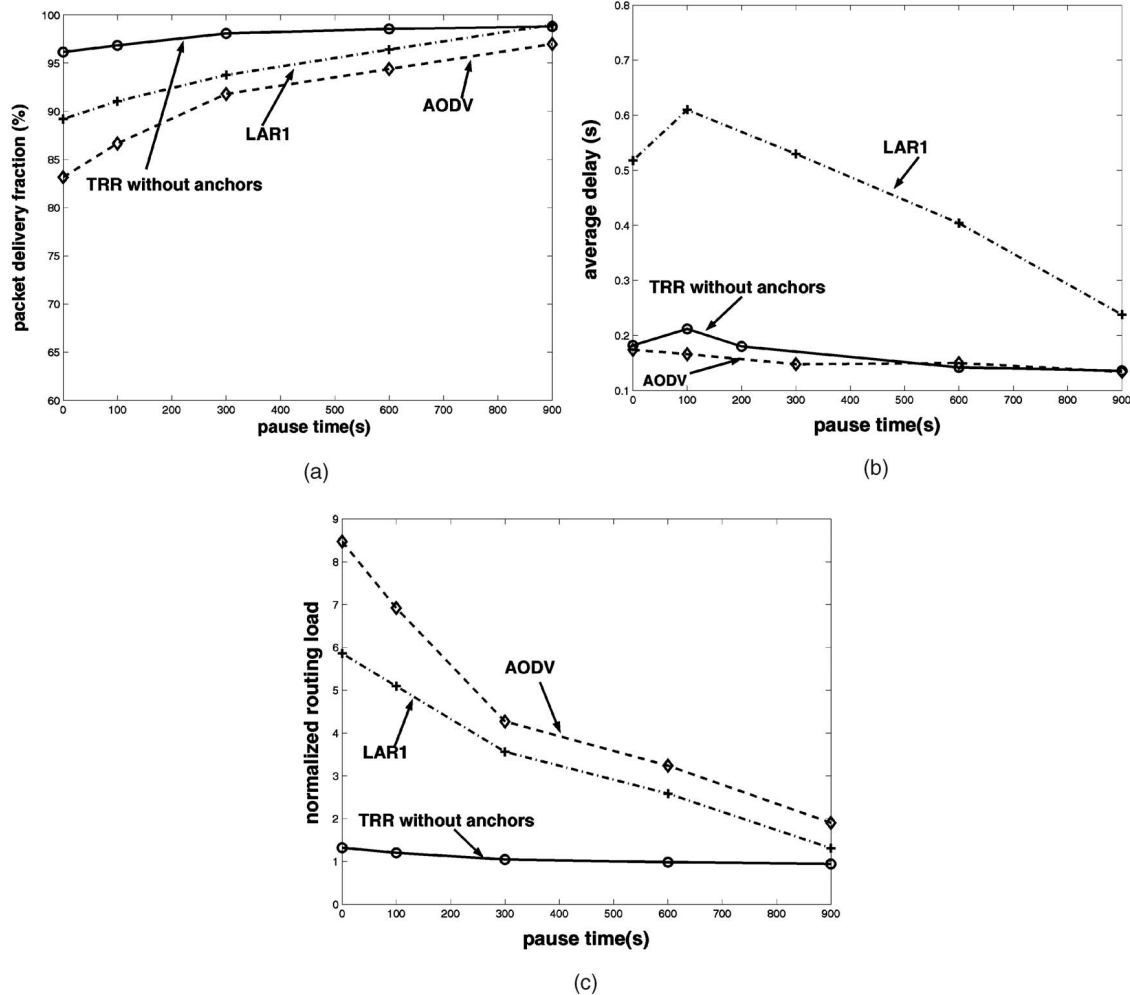 100
95
90
85
80
75
70
65
60
packet delivery fraction (%)
LAR1
AODV
TRR without anchors
0 100 200 300 400 500 600 700 800 900
pause time(s)
(a)
0.8
0.7
0.6
0.5
0.4
0.3
0.2
0.1
average delay (s)
LAR1
TRR without anchors
AODV
0 100 200 300 400 500 600 700 800 900
pause time(s)
(b)
9
8
7
6
5
4
3
2
1
0
normalized routing load
AODV
LAR1
TRR without anchors
0 100 200 300 400 500 600 700 800 900
pause time(s)
(c)